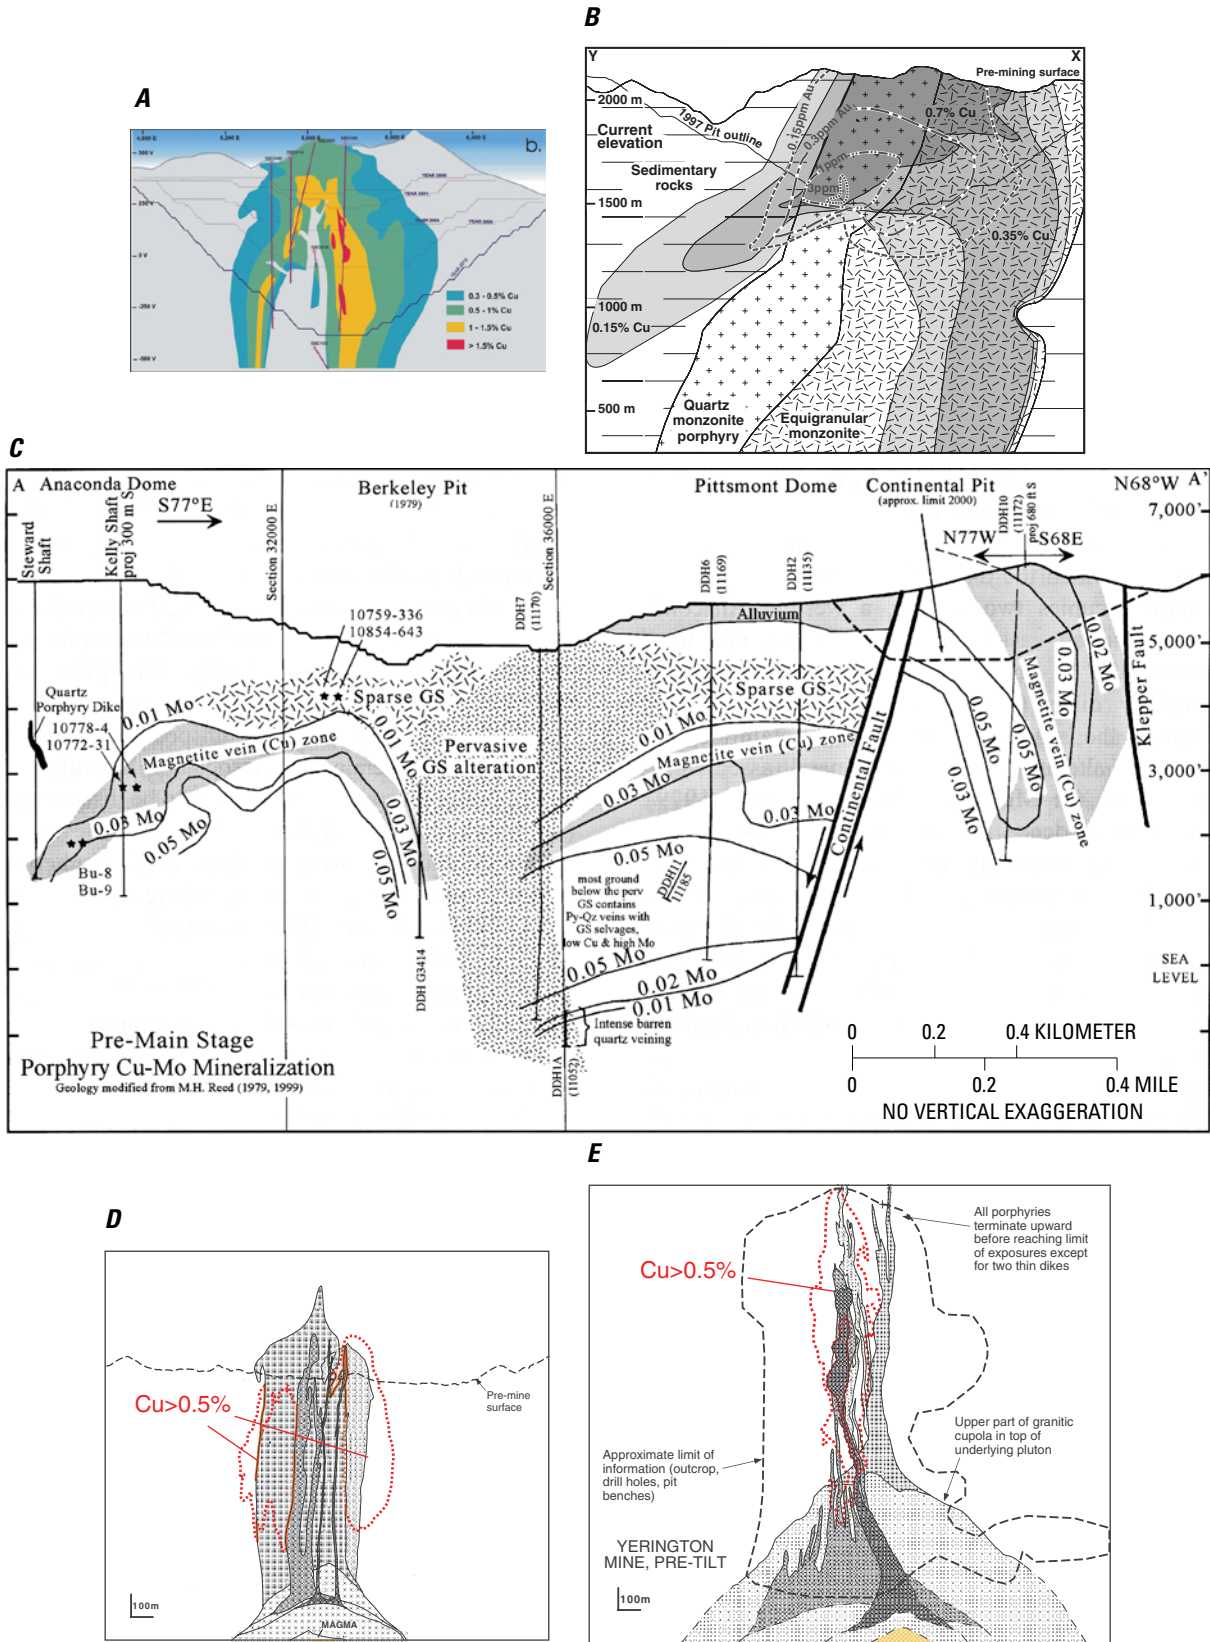 A
4,800 E
5,200 E
6,400 E
b.
YEAR 2000
YEAR 2001
0 V
-250 V
-500 V
0.3 - 0.5% Cu
0.5 - 1% Cu
1 - 1.5% Cu
> 1.5% Cu
B
Y
X
Pre-mining surface
2000 m
Current
elevation
1997 Pit outline
0.15ppm Au
0.3ppm Au
1ppm
3ppm
0.7% Cu
Sedimentary
rocks
1500 m
0.35% Cu
1000 m
0.15% Cu
500 m
Quartz
monzonite
porphyry
Equigranular
monzonite
C
A
Anaconda Dome
S77°E
Berkeley Pit
(1979)
Pittsmont Dome
Continental Pit
(approx. limit 2000)
N68°W
A'
Steward
Shaft
Kelly Shaft
proj 300 m S
Section 32000 E
Section 36000 E
DDH7
(11170)
DDH6
(11169)
DDH2
(11135)
DDH10
(11172)
proj 680 ft S
N77W
S68E
7,000'
5,000'
3,000'
1,000'
SEA
LEVEL
10759-336
10854-643
Alluvium
Quartz
Porphyry Dike
10778-4
10772-31
0.01 Mo
Sparse GS
0.01 Mo
Magnetite vein (Cu) zone
0.03 Mo
0.05 Mo
Bu-8
Bu-9
0.03 Mo
0.05 Mo
DDH G3414
Pervasive
GS alteration
Sparse GS
0.01 Mo
Magnetite vein (Cu) zone
0.03 Mo
0.05 Mo
most ground
below the perv
GS contains
Py-Qz veins with
GS selvages,
low Cu & high Mo
DDH11
11185
0.05 Mo
0.02 Mo
0.01 Mo
Intense barren
quartz veining
DDH1A
(11052)
Continental Fault
0.03 Mo
0.05 Mo
0.05 Mo
Magnetite vein (Cu) zone
0.03 Mo
0.02 Mo
Klepper Fault
Pre-Main Stage
Porphyry Cu-Mo Mineralization
Geology modified from M.H. Reed (1979, 1999)
0 0.2 0.4 KILOMETER
0 0.2 0.4 MILE
NO VERTICAL EXAGGERATION
D
Cu>0.5%
Pre-mine
surface
100m
MAGMA
E
Cu>0.5%
All porphyries
terminate upward
before reaching limit
of exposures except
for two thin dikes
Approximate limit of
information (outcrop,
drill holes, pit
benches)
Upper part of granitic
cupola in top of
underlying pluton
YERINGTON
MINE, PRE-TILT
100m